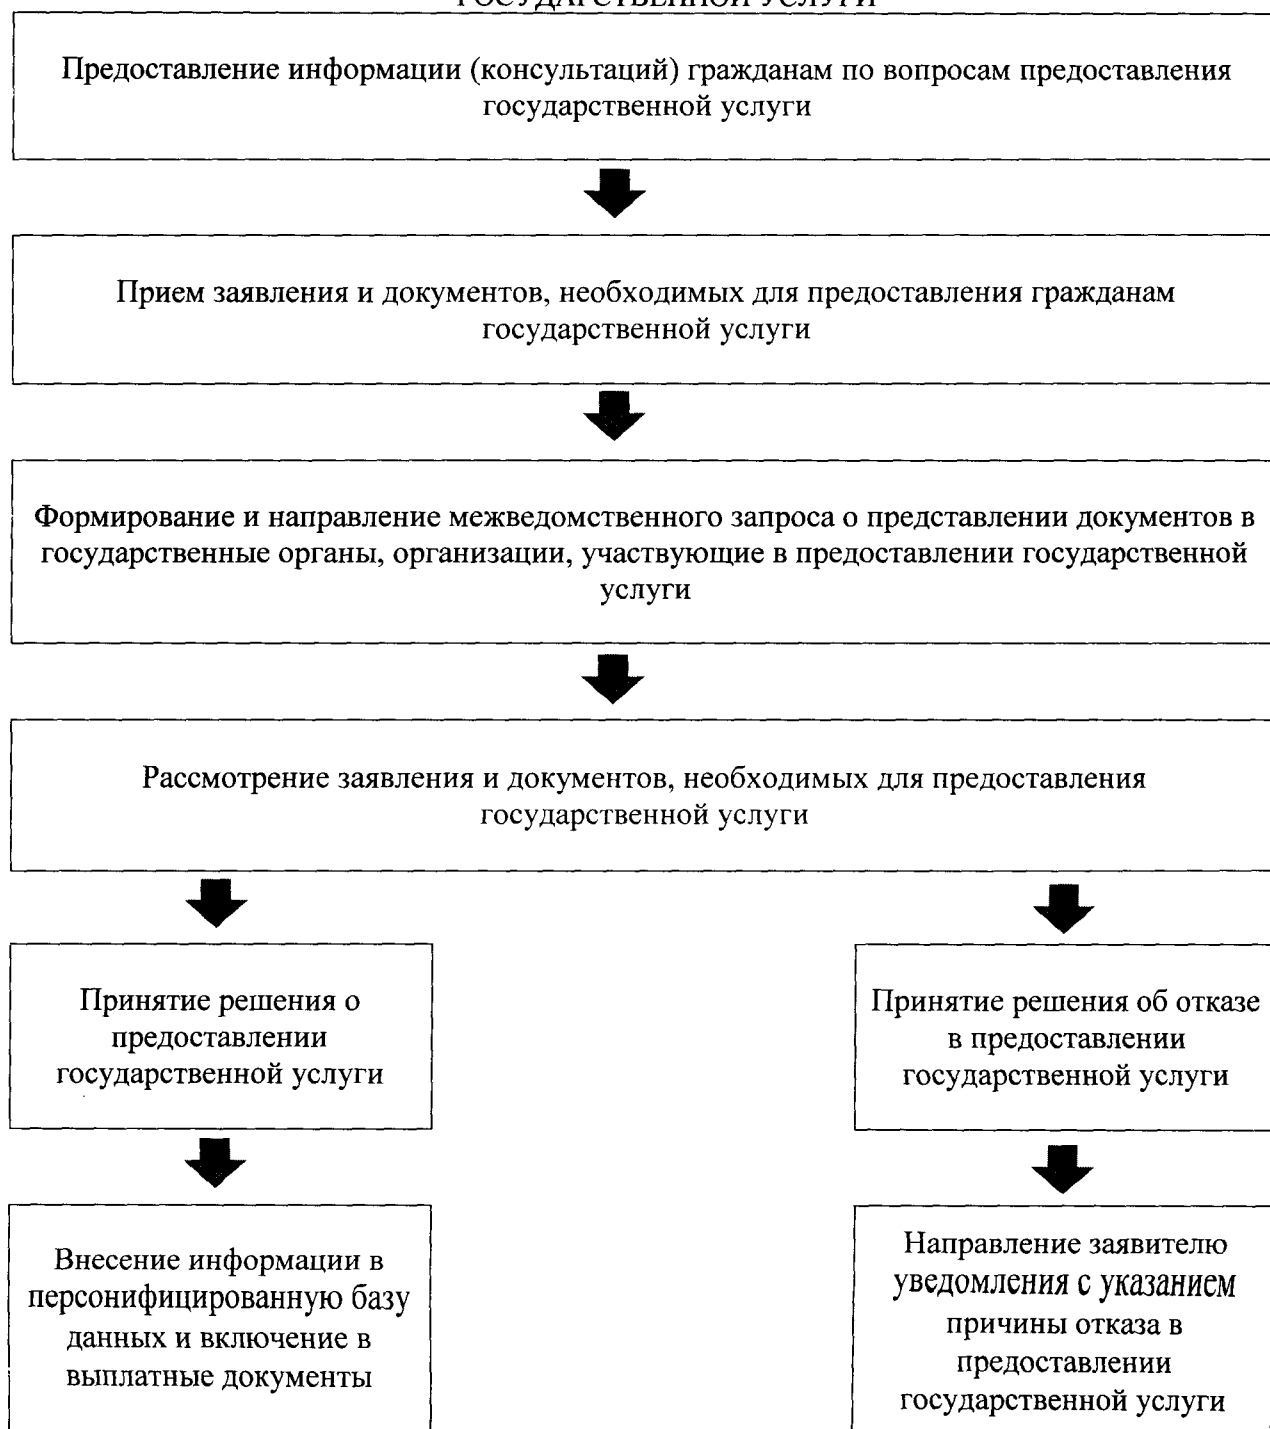 ГОСУДАРСТВЕННОЙ УСЛУГИ
Предоставление информации (консультаций) гражданам по вопросам предоставления
государственной услуги
Прием заявления и документов, необходимых для предоставления гражданам
государственной услуги
Формирование и направление межведомственного запроса о представлении документов в
государственные органы, организации, участвующие в предоставлении государственной
услуги
Рассмотрение заявления и документов, необходимых для предоставления
государственной услуги
Принятие решения о
предоставлении
государственной услуги
Принятие решения об отказе
в предоставлении
государственной услуги
Внесение информации в
персонифицированную базу
данных и включение в
выплатные документы
Направление заявителю
уведомления с указанием
причины отказа в
предоставлении
государственной услуги